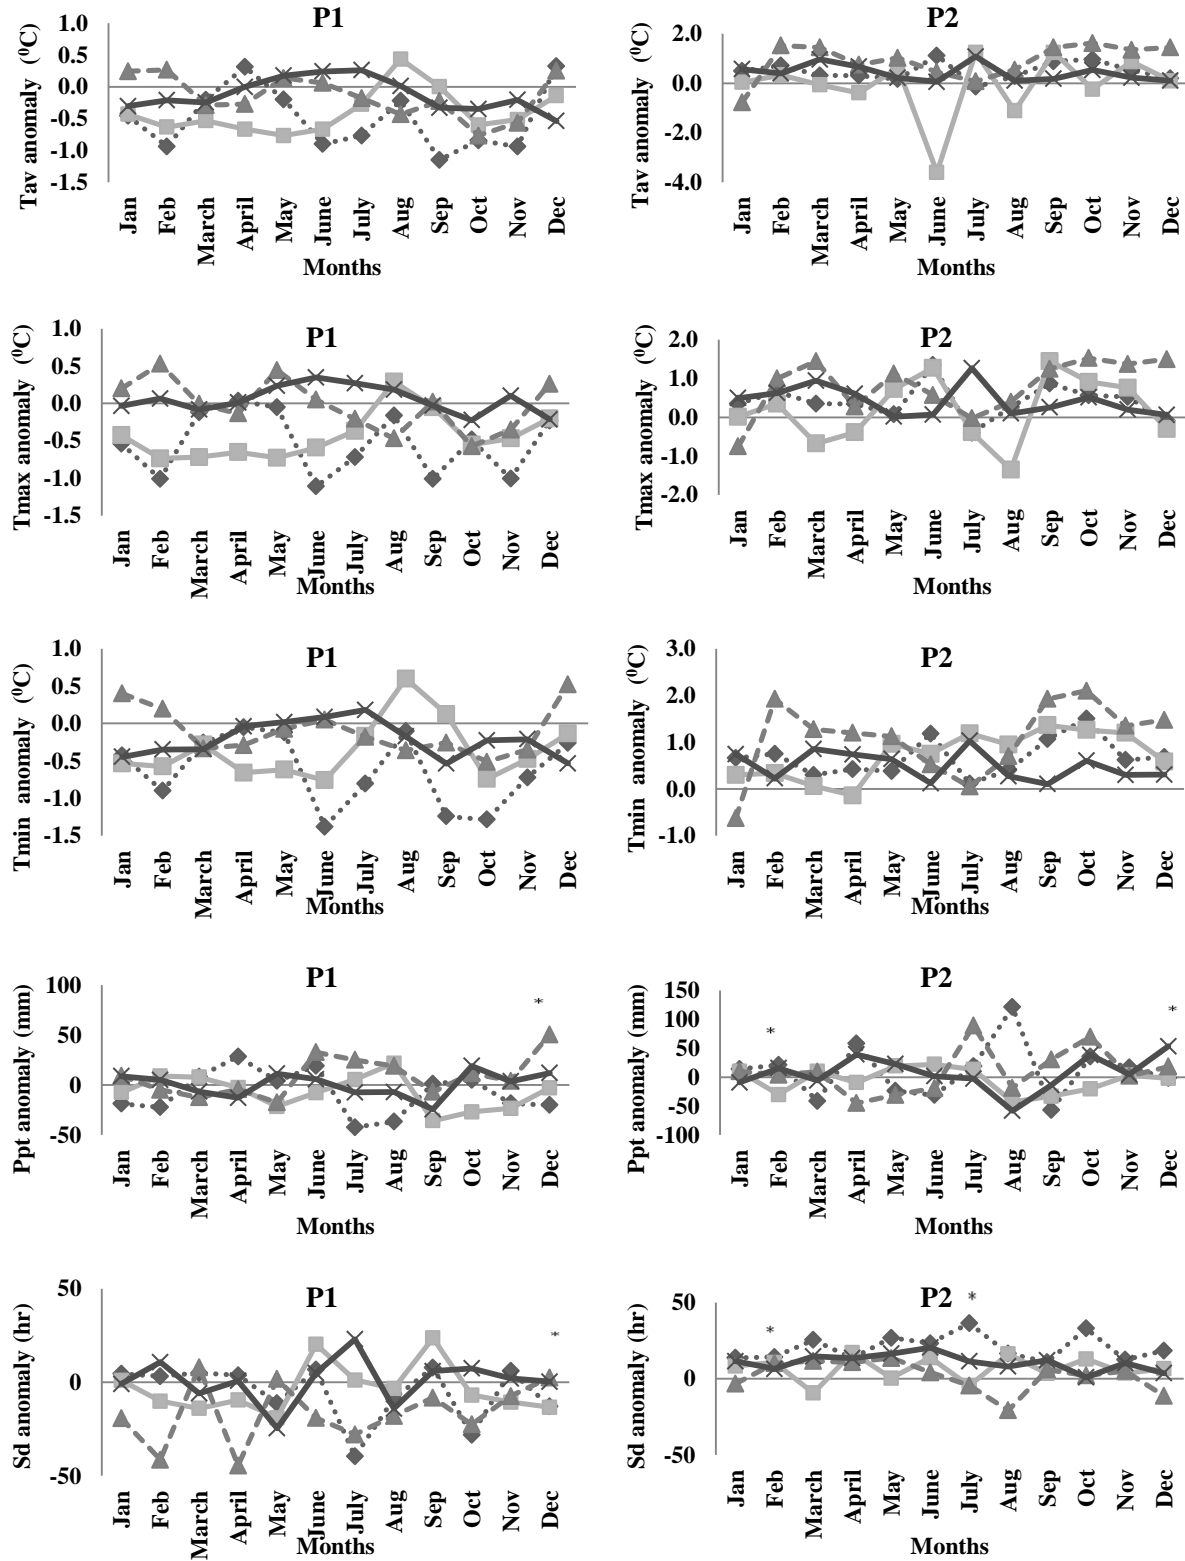 P1
Tav anomaly (⁰C)
1.0
0.5
0.0
-0.5
-1.0
-1.5
Jan Feb March April May June July Aug Sep Oct Nov Dec
Months
P2
Tav anomaly (⁰C)
2.0
0.0
-2.0
-4.0
Jan Feb March April May June July Aug Sep Oct Nov Dec
Months
P1
Tmax anomaly (⁰C)
1.0
0.5
0.0
-0.5
-1.0
-1.5
Jan Feb March April May June July Aug Sep Oct Nov Dec
Months
P2
Tmax anomaly (⁰C)
2.0
1.0
0.0
-1.0
-2.0
Jan Feb March April May June July Aug Sep Oct Nov Dec
Months
P1
Tmin anomaly (⁰C)
1.0
0.5
0.0
-0.5
-1.0
-1.5
Jan Feb March April May June July Aug Sep Oct Nov Dec
Months
P2
Tmin anomaly (⁰C)
3.0
2.0
1.0
0.0
-1.0
Jan Feb March April May June July Aug Sep Oct Nov Dec
Months
P1
Ppt anomaly (mm)
100
50
0
-50
*
Jan Feb March April May June July Aug Sep Oct Nov Dec
Months
P2
Ppt anomaly (mm)
150
100
50
0
-50
-100
* *
Jan Feb March April May June July Aug Sep Oct Nov Dec
Months
P1
Sd anomaly (hr)
50
0
-50
*
Jan Feb March April May June July Aug Sep Oct Nov Dec
Months
P2
Sd anomaly (hr)
50
0
-50
* *
Jan Feb March April May June July Aug Sep Oct Nov Dec
Months